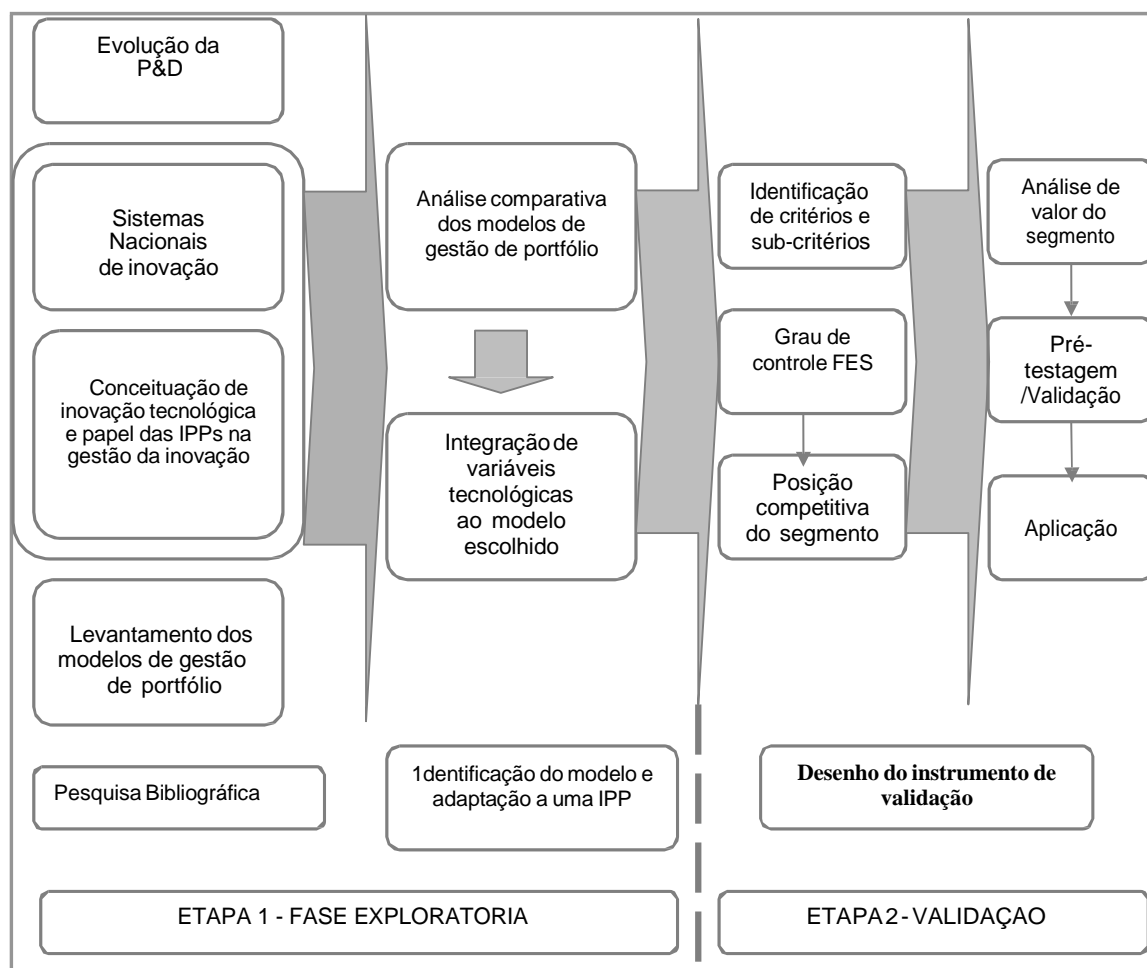 Evolução da
P&D
Sistemas
Nacionais
de inovação
Conceituação de
inovação tecnológica
e papel das IPPs na
gestão da inovação
Levantamento dos
modelos de gestão
de portfólio
Pesquisa Bibliográfica
Análise comparativa
dos modelos de
gestão de portfólio
Integração de
variáveis
tecnológicas
ao modelo
escolhido
1dentificação do modelo e
adaptação a uma IPP
ETAPA 1 - FASE EXPLORATORIA
Identificação
de critérios e
sub-critérios
Grau de
controle FES
Posição
competitiva
do segmento
Análise de
valor do
segmento
Pré-
testagem
/Validação
Aplicação
Desenho do instrumento de
validação
ETAPA 2 - VALIDAÇAO